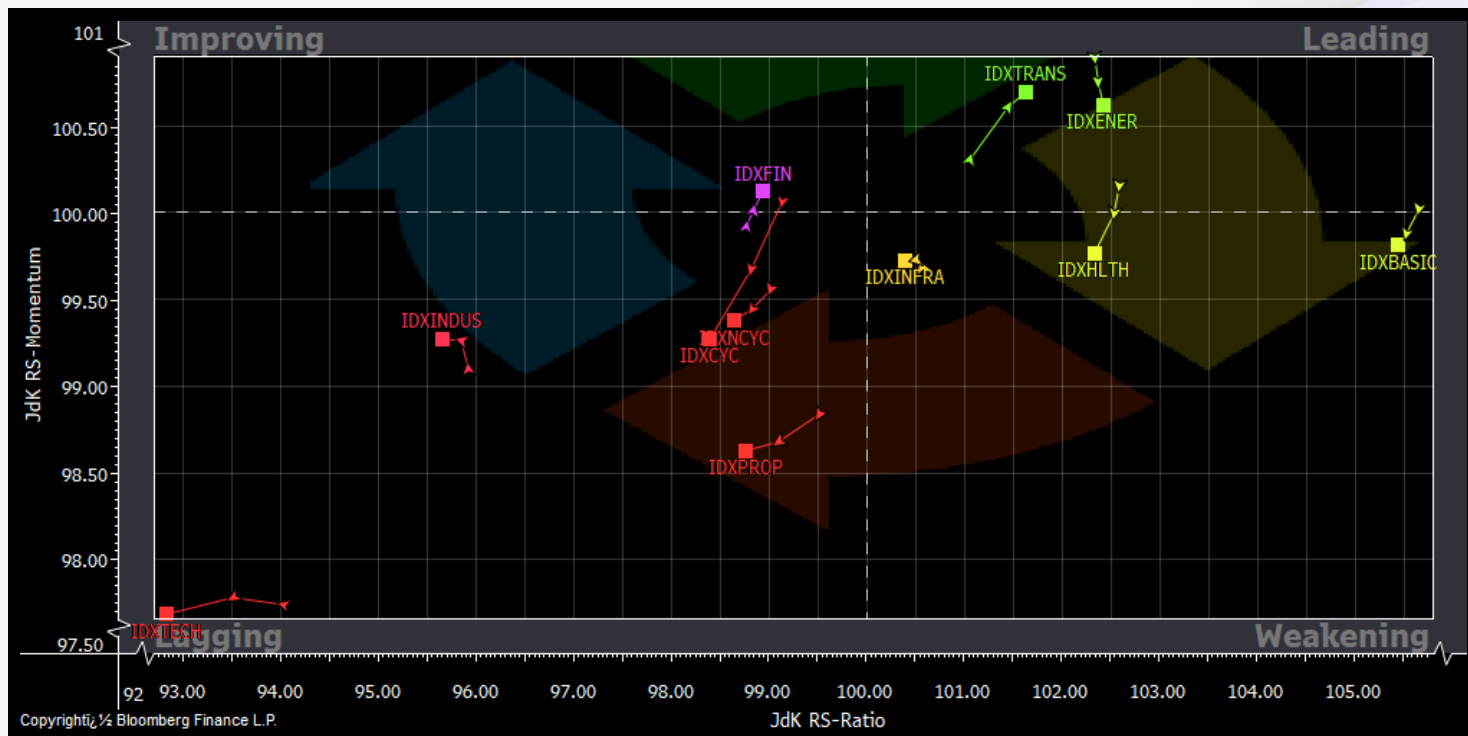 101
Improving
Leading
IDXTRANS
IDXENER
100.50
IDXFIN
100.00
IDXHLTH
IDXBASIC
IDXINFRA
99.50
IDXINDUS
IDXNCYC
IDXCYC
99.00
JdK RS-Momentum
IDXPROP
98.50
98.00
IDXTECH
97.50
Lagging
Weakening
92 93.00 94.00 95.00 96.00 97.00 98.00 99.00 100.00 101.00 102.00 103.00 104.00 105.00
Copyrightï¿½ Bloomberg Finance L.P.
JdK RS-Ratio